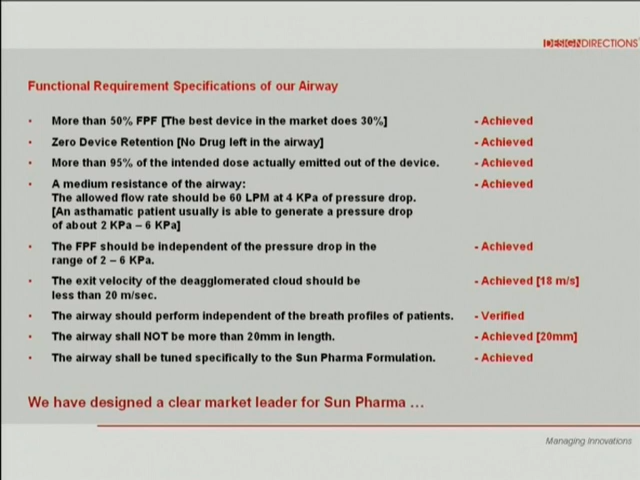 DESIGNDIRECTIONS
Functional Requirement Specifications of our Airway
• More than 50% FPF [The best device in the market does 30%] - Achieved
• Zero Device Retention [No Drug left in the airway] - Achieved
• More than 95% of the intended dose actually emitted out of the device. - Achieved
• A medium resistance of the airway: - Achieved
The allowed flow rate should be 60 LPM at 4 KPa of pressure drop.
[An asthamatic patient usually is able to generate a pressure drop
of about 2 KPa – 6 KPa]
• The FPF should be independent of the pressure drop in the - Achieved
range of 2 – 6 KPa.
• The exit velocity of the deagglomerated cloud should be - Achieved [18 m/s]
less than 20 m/sec.
• The airway should perform independent of the breath profiles of patients. - Verified
• The airway shall NOT be more than 20mm in length. - Achieved [20mm]
• The airway shall be tuned specifically to the Sun Pharma Formulation. - Achieved
We have designed a clear market leader for Sun Pharma …
Managing Innovations